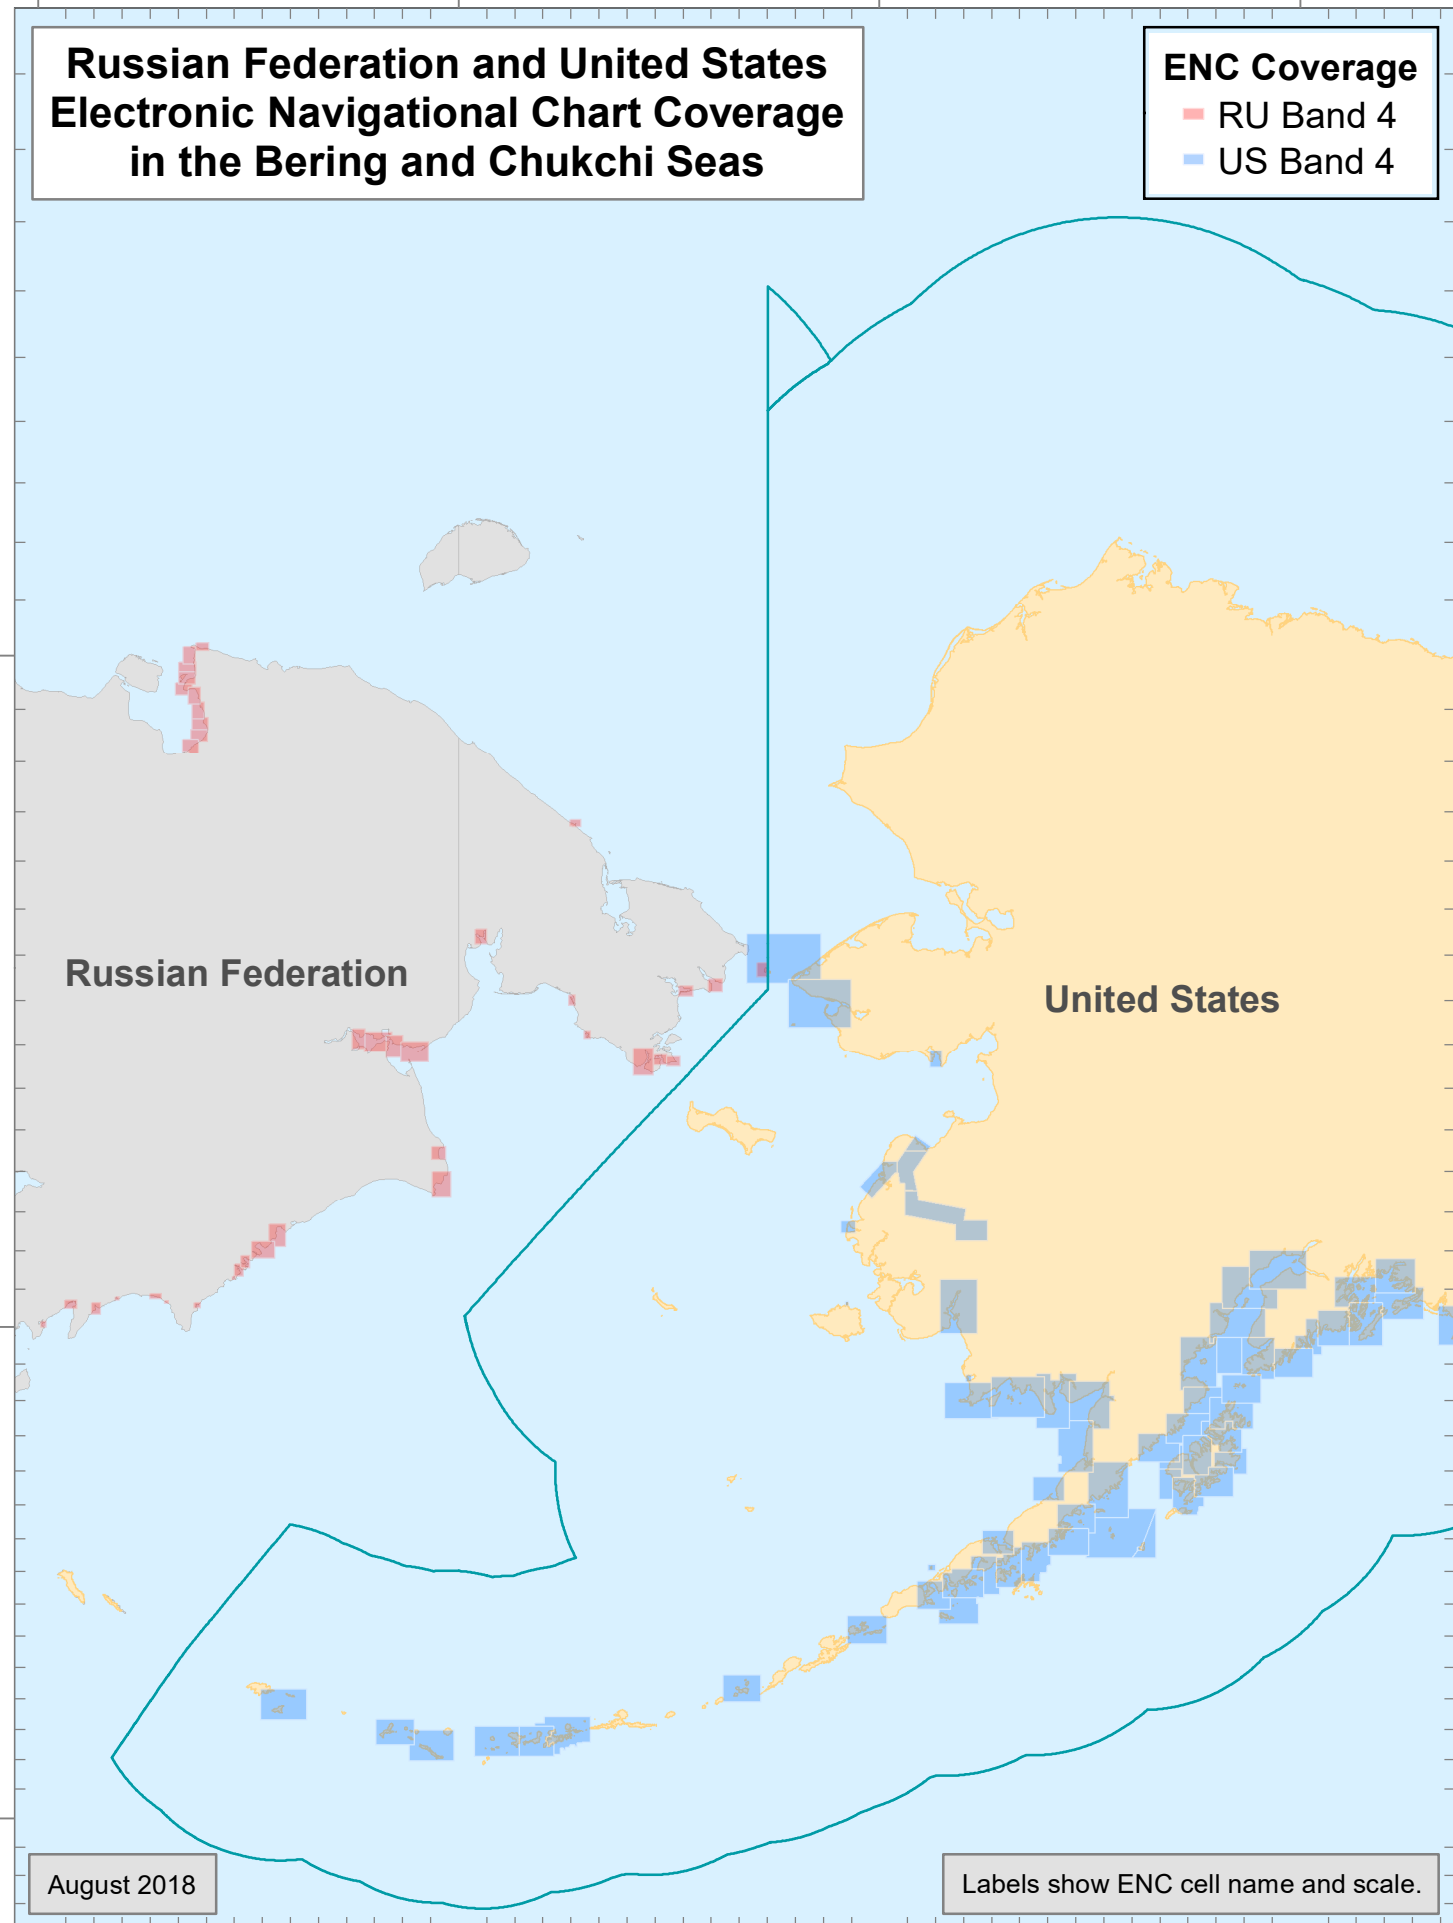 Russian Federation and United States
Electronic Navigational Chart Coverage
in the Bering and Chukchi Seas
ENC Coverage
RU Band 4
US Band 4
Russian Federation
United States
August 2018
Labels show ENC cell name and scale.